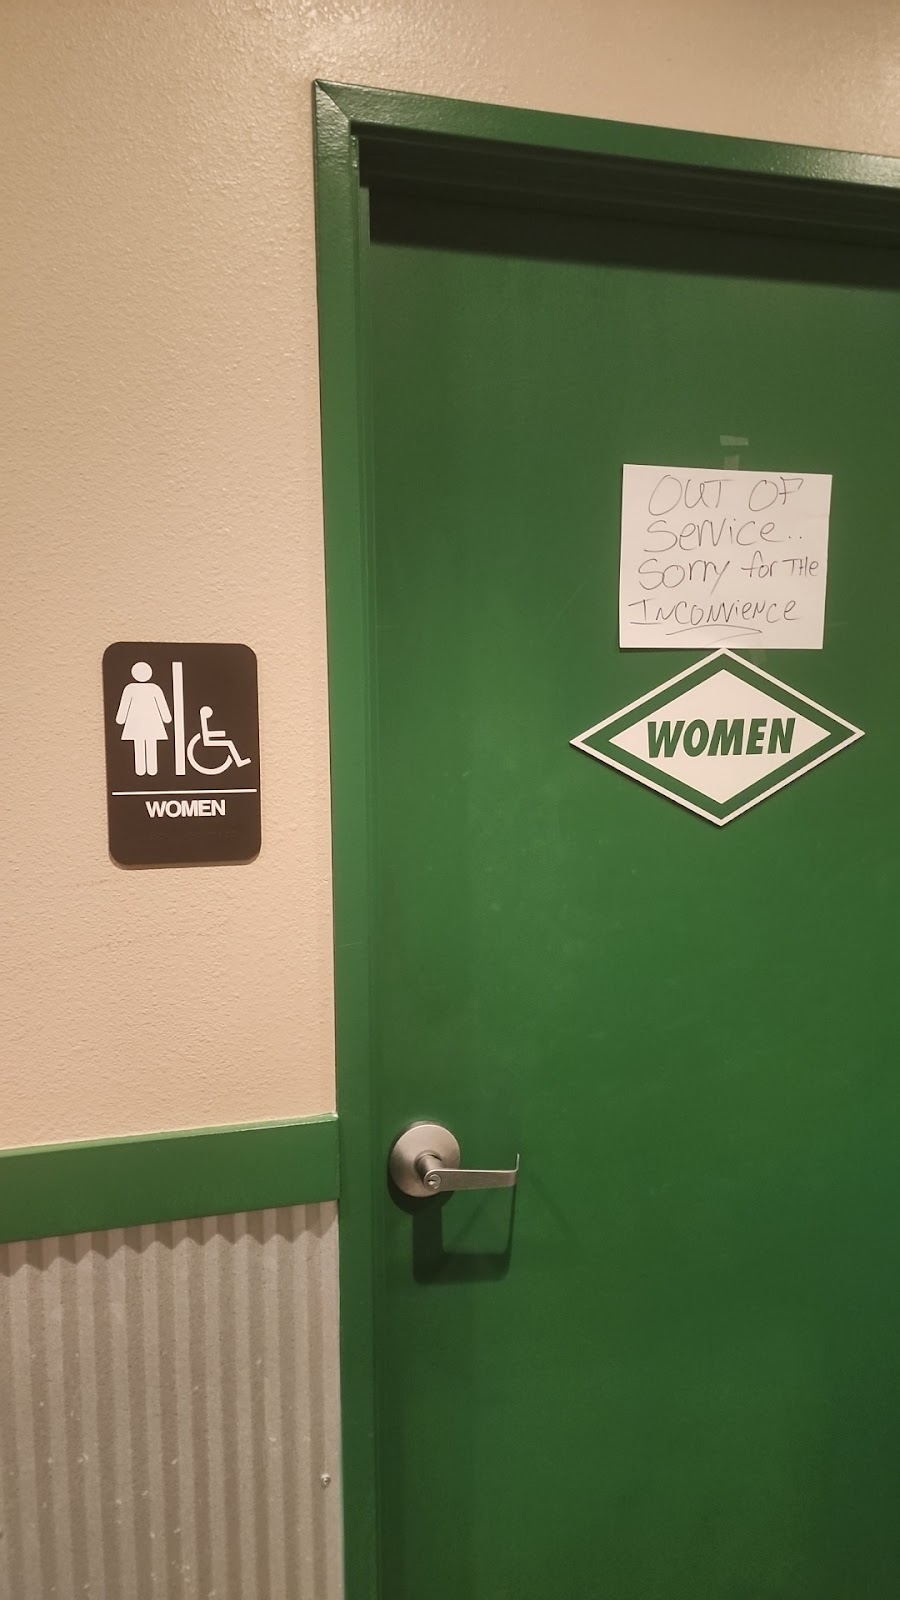 OUT OF
Service..
Sorry for THe
INCONVIENCE
WOMEN
WOMEN